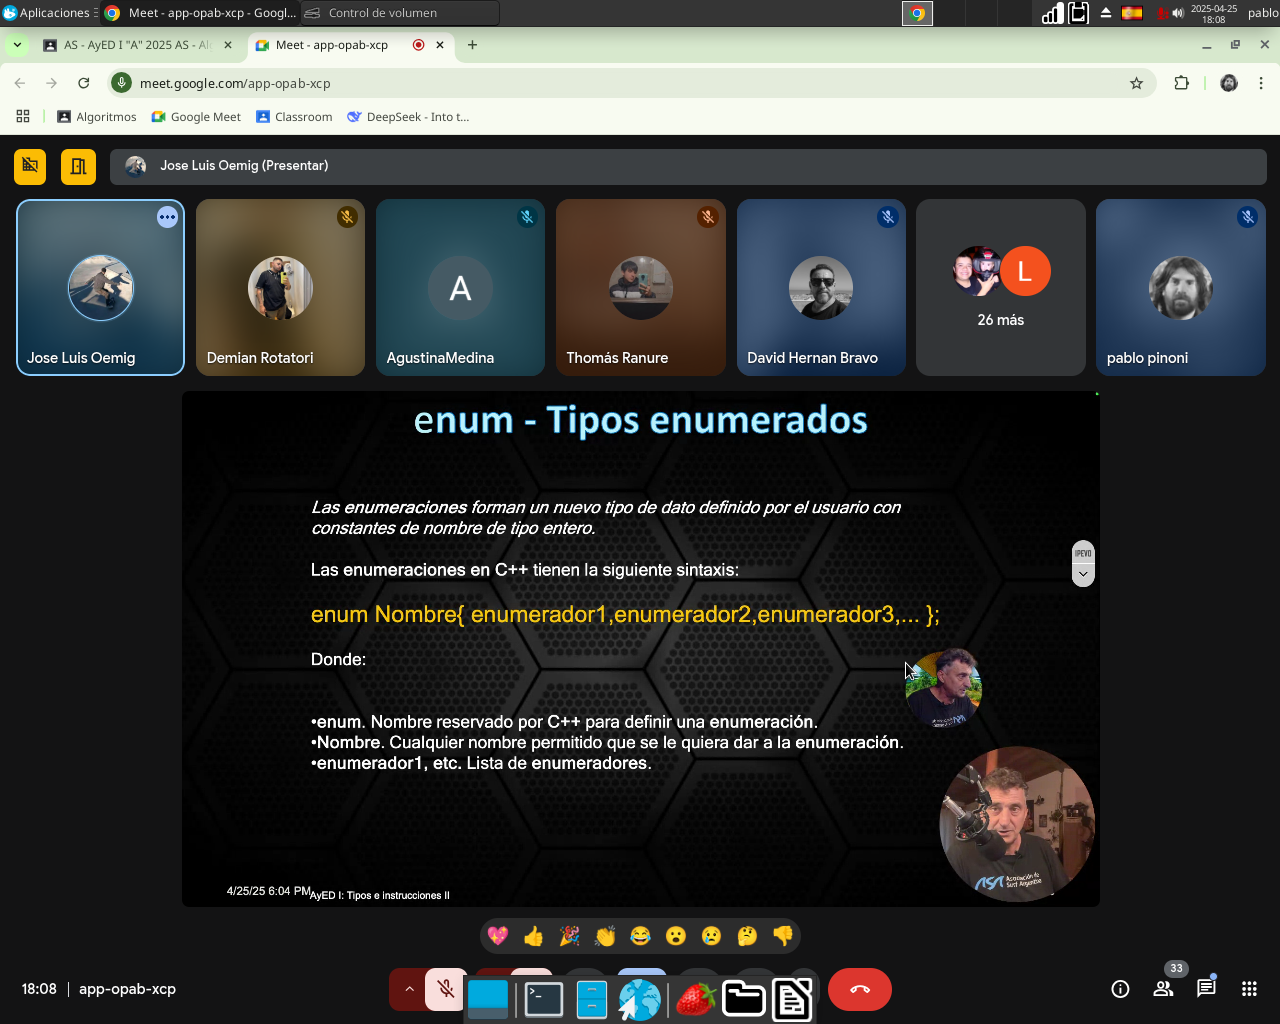 Aplicaciones
Meet - app-opab-xcp - Googl...
Control de volumen
2025-04-25
18:08
pablo
AS - AyED I "A" 2025 AS - Al
Meet - app-opab-xcp
meet.google.com/app-opab-xcp
Algoritmos
Google Meet
Classroom
DeepSeek - Into t...
Jose Luis Oemig (Presentar)
A
L
26 más
Jose Luis Oemig
Demian Rotatori
AgustinaMedina
Thomás Ranure
David Hernan Bravo
pablo pinoni
enum - Tipos enumerados
Las enumeraciones forman un nuevo tipo de dato definido por el usuario con
constantes de nombre de tipo entero.
IPEVO
Las enumeraciones en C++ tienen la siguiente sintaxis:
enum Nombre{ enumerador1,enumerador2,enumerador3,... };
Donde:
•enum. Nombre reservado por C++ para definir una enumeración.
•Nombre. Cualquier nombre permitido que se le quiera dar a la enumeración.
•enumerador1, etc. Lista de enumeradores.
ASA Asociación de
Surf Argentina
4/25/25 6:04 PM
AyED I: Tipos e instrucciones II
18:08 | app-opab-xcp
33